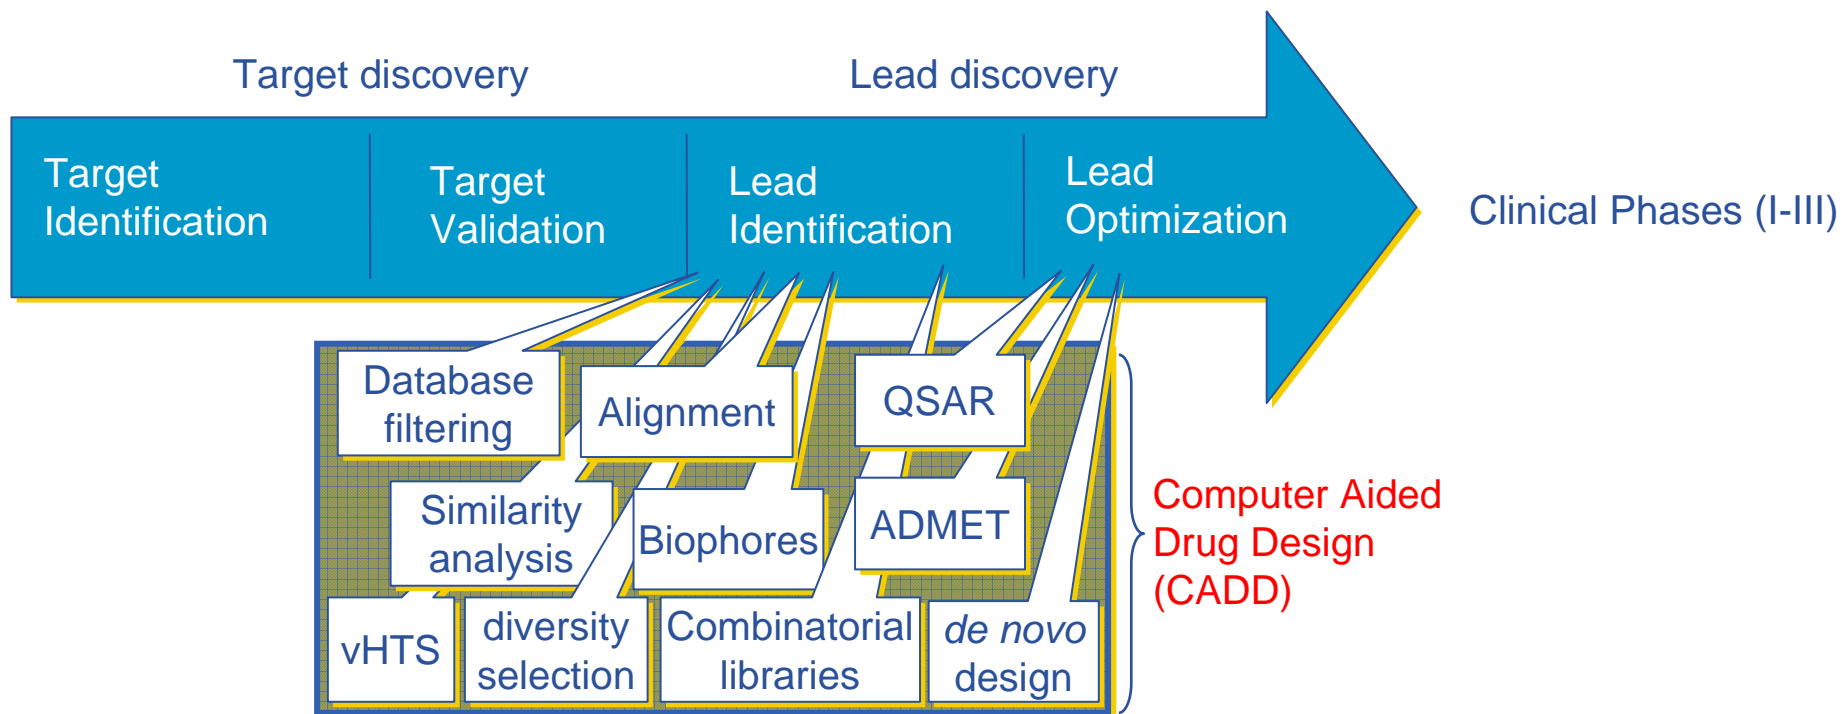 Target discovery
Lead discovery
Target
Identification
Target
Validation
Lead
Identification
Lead
Optimization
Clinical Phases (I-III)
Database
filtering
Alignment
QSAR
Similarity
analysis
Biophores
ADMET
vHTS
diversity
selection
Combinatorial
libraries
de novo
design
Computer Aided
Drug Design
(CADD)